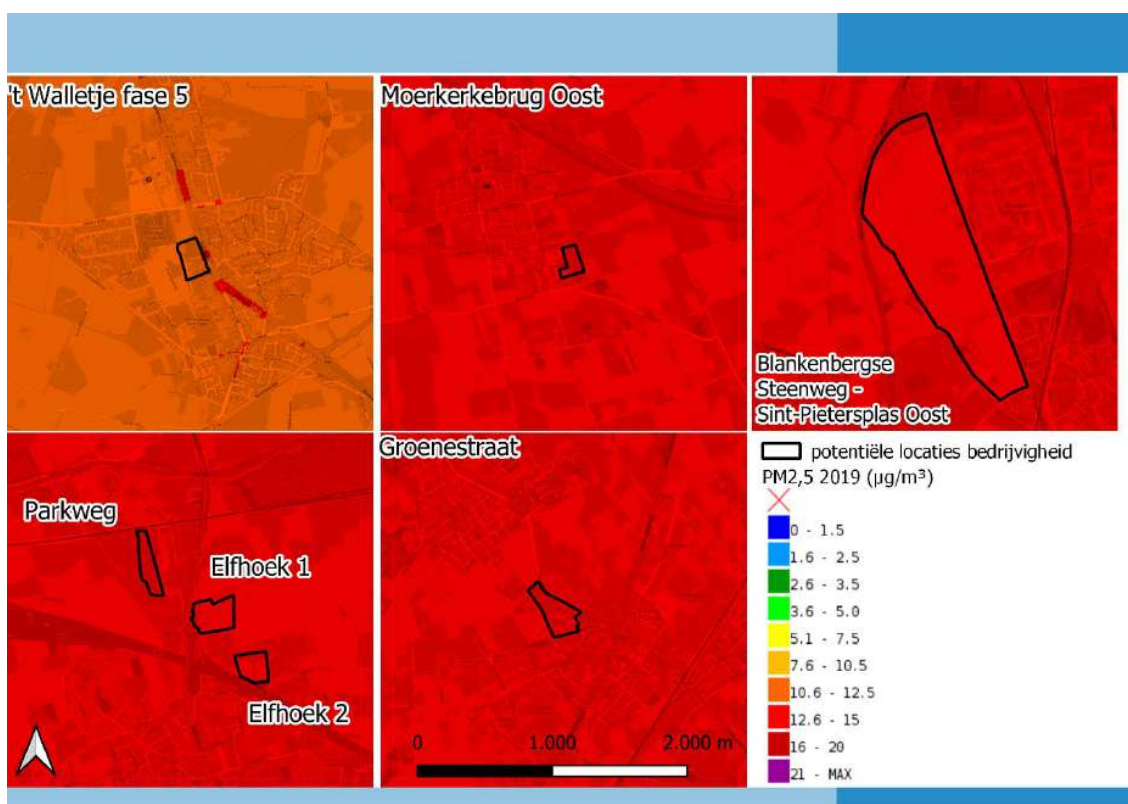 't Walletje fase 5
Moerkerkebrug Oost
Blankenbergse
Steenweg -
Sint-Pietersplas Oost
Parkweg
Elfhoek 1
Elfhoek 2
Groenestraat
0 1.000 2.000 m
potentiële locaties bedrijvigheid
PM2,5 2019 (µg/m³)
0 - 1.5
1.6 - 2.5
2.6 - 3.5
3.6 - 5.0
5.1 - 7.5
7.6 - 10.5
10.6 - 12.5
12.6 - 15
16 - 20
21 - MAX